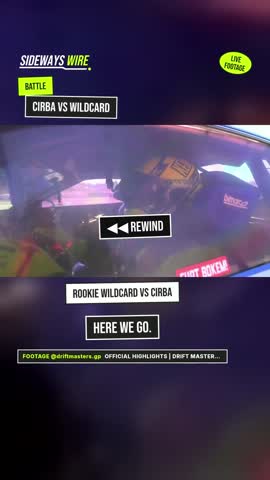 SIDEWAYS WIRE.
LIVE
FOOTAGE
BATTLE
CIRBA VS WILDCARD
REWIND
ROOKIE WILDCARD VS CIRBA
HERE WE GO.
FOOTAGE @driftmasters.gp OFFICIAL HIGHLIGHTS | DRIFT MASTER...